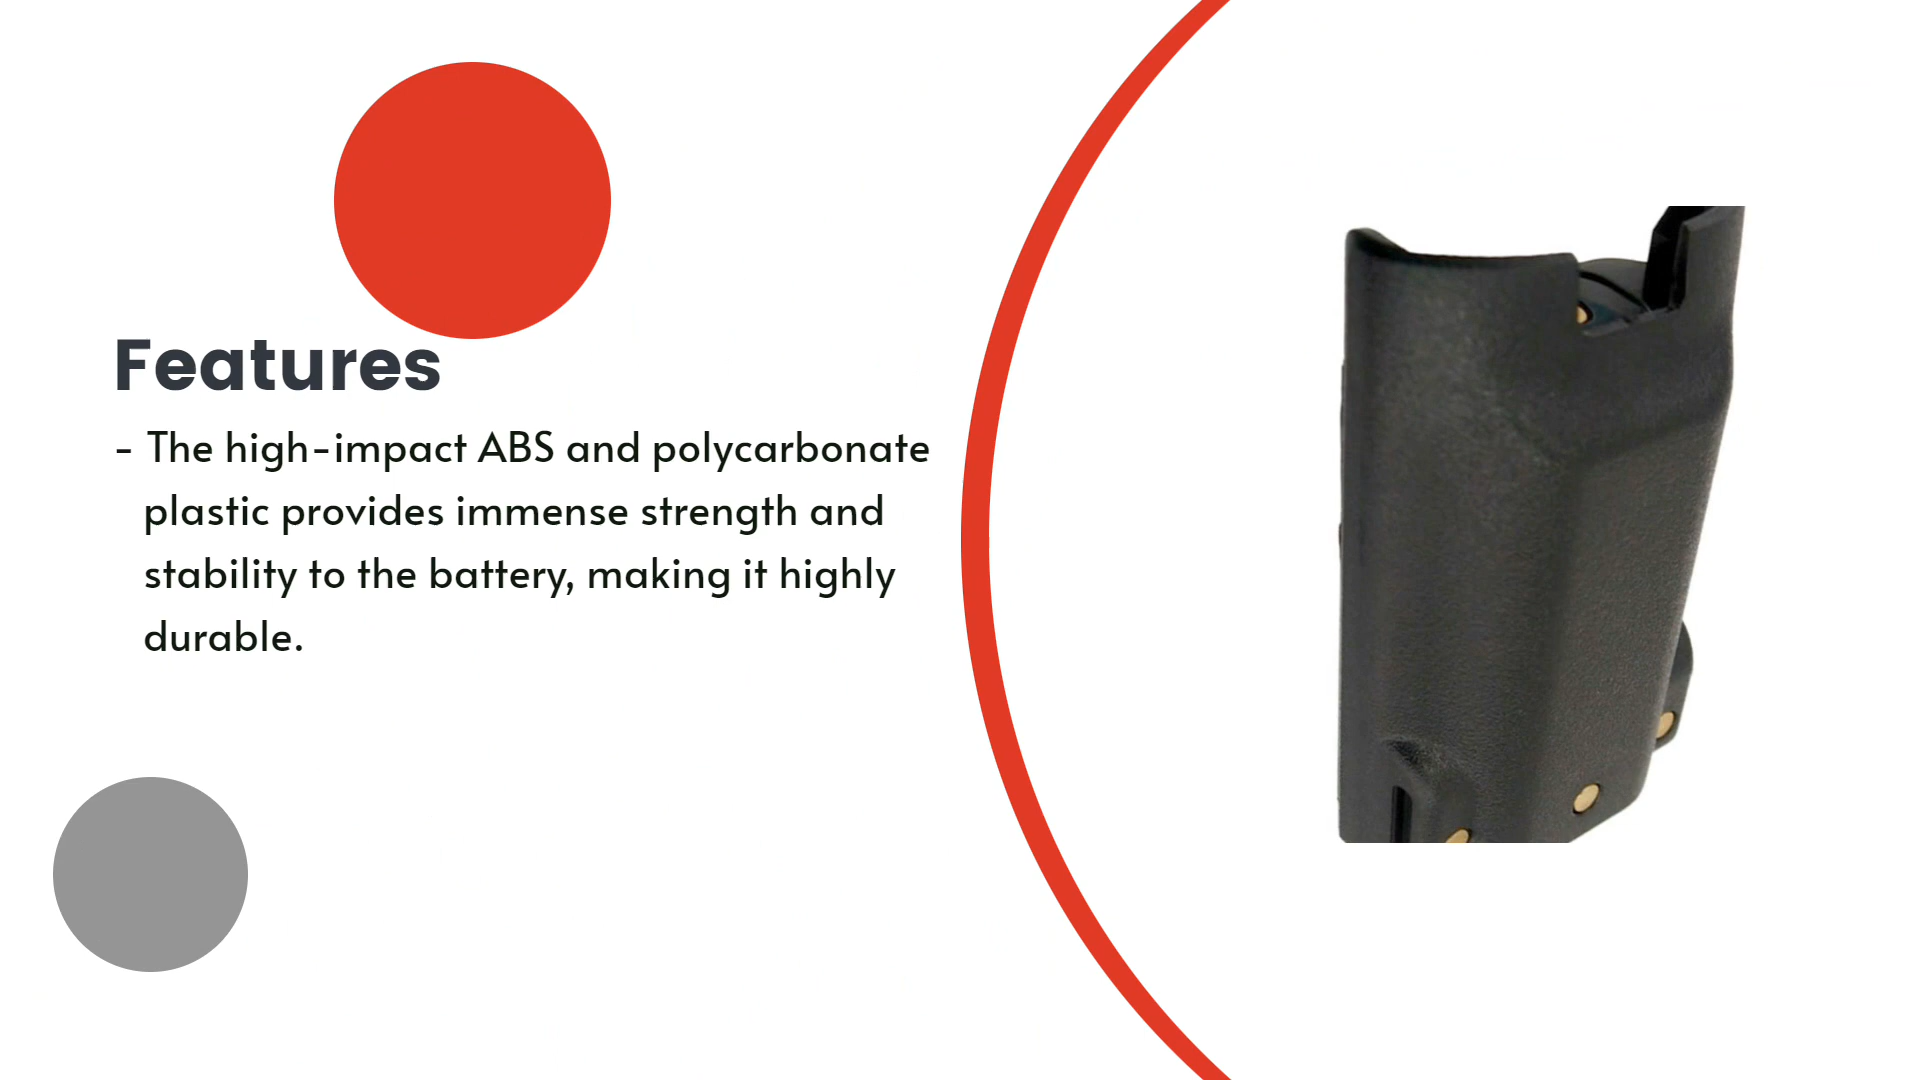 Features
- The high-impact ABS and polycarbonate
plastic provides immense strength and
stability to the battery, making it highly
durable.